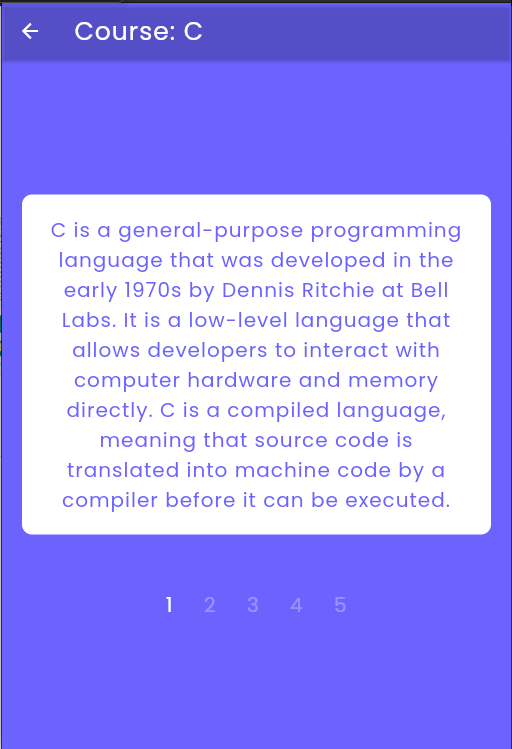 Course: C
C is a general-purpose programming
language that was developed in the
early 1970s by Dennis Ritchie at Bell
Labs. It is a low-level language that
allows developers to interact with
computer hardware and memory
directly. C is a compiled language,
meaning that source code is
translated into machine code by a
compiler before it can be executed.
1 2 3 4 5